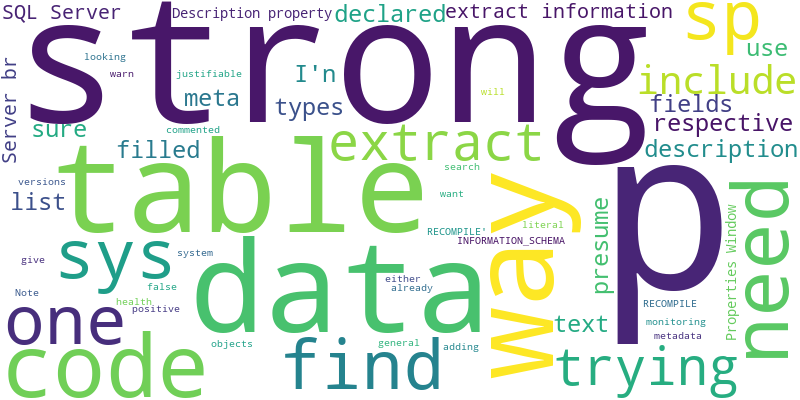 SQL Server
Description property
declared
extract information
sp
strong
looking
warn
justifiable
I'n
use
Server br
meta
types
include
fields
sure
commented
will
respective
filled
extract
description
table
search
p
versions
want
list
way
need
RECOMPILE'
literal
presume
Properties Window
INFORMATION_SCHEMA
sys
system
give
data
false
either
already
Note
health
positive
RECOMPILE
one
text
monitoring
metadata
code
objects
find
general
adding
trying